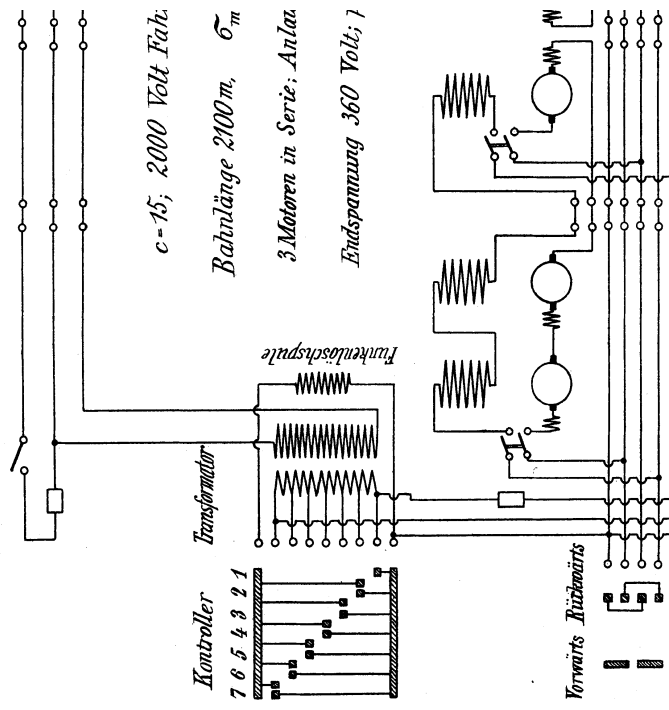 c=15; 2000 Volt Fah
Bahnlänge 2100 m, σm
3 Motoren in Serie; Anla
Endspannung 360 Volt;
Funkenlöschspule
Transformator
Kontroller
7 6 5 4 3 2 1
Vorwärts
Rückwärts